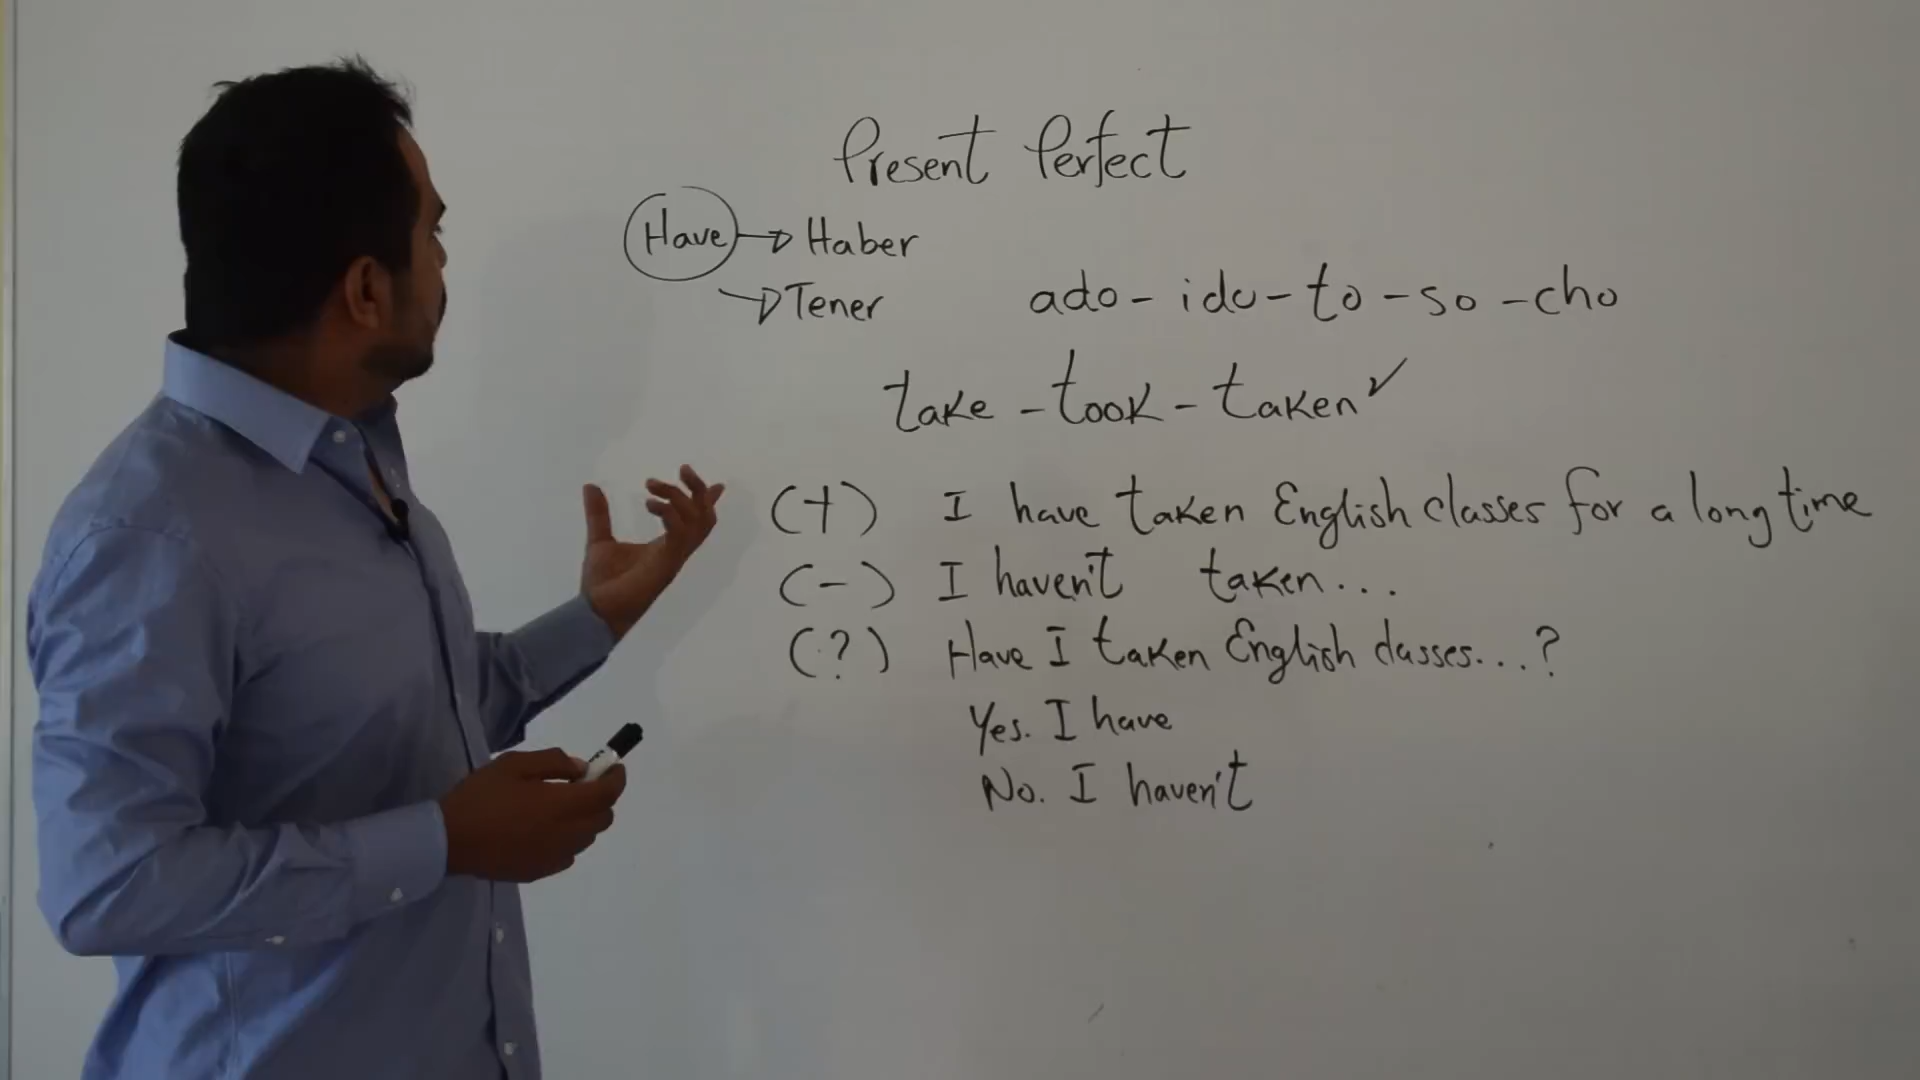 Present Perfect
Have → Haber
→ Tener
ado - ido - to - so - cho
take - took - taken ✓
(+) I have taken English classes for a long time
(-) I haven't taken...
(?) Have I taken English classes...?
Yes. I have
No. I haven't